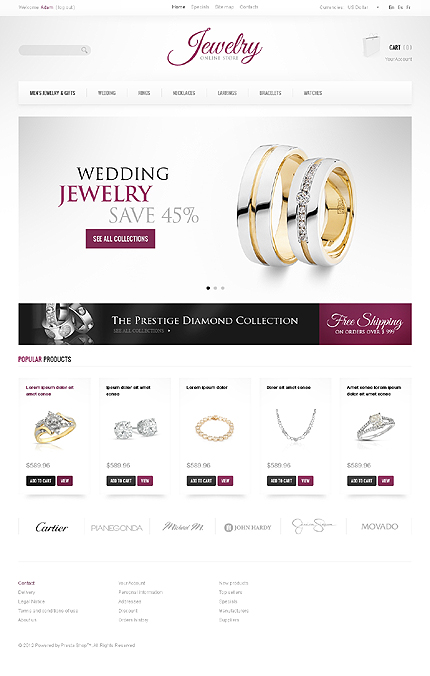 Welcome Adam (log out)
Home Specials Sitemap Contacts
Currencies US Dollar
En Es Fr
Jewelry
ONLINE STORE
CART (0)
Your Account
MEN'S JEWELRY & GIFTS WEDDING RINGS NECKLACES EARRINGS BRACELETS WATCHES
WEDDING
JEWELRY
SAVE 45%
SEE ALL COLLECTIONS
THE PRESTIGE DIAMOND COLLECTION
SEE ALL COLLECTIONS
Free Shipping
ON ORDERS OVER $ 999
POPULAR PRODUCTS
Lorem ipsum dolor sit
amet conse
Ipsum dolor sit amet
conse
Lorem ipsum dolor
Dolor sit amet conse
Amet conse lorem ipsum
dolor sit amet
$589.96 $589.96 $589.96 $589.96 $589.96
ADD TO CART VIEW ADD TO CART VIEW ADD TO CART VIEW ADD TO CART VIEW ADD TO CART VIEW
Cartier PIANEGONDA Michael M. JOHN HARDY Jessica Simpson MOVADO
Contact
Delivery
Legal Notice
Terms and conditions of use
About us
Your Account
Personal information
Addresses
Discount
Order history
New products
Top sellers
Specials
Manufacturers
Suppliers
© 2012 Powered by Presta Shop™. All Rights Reserved